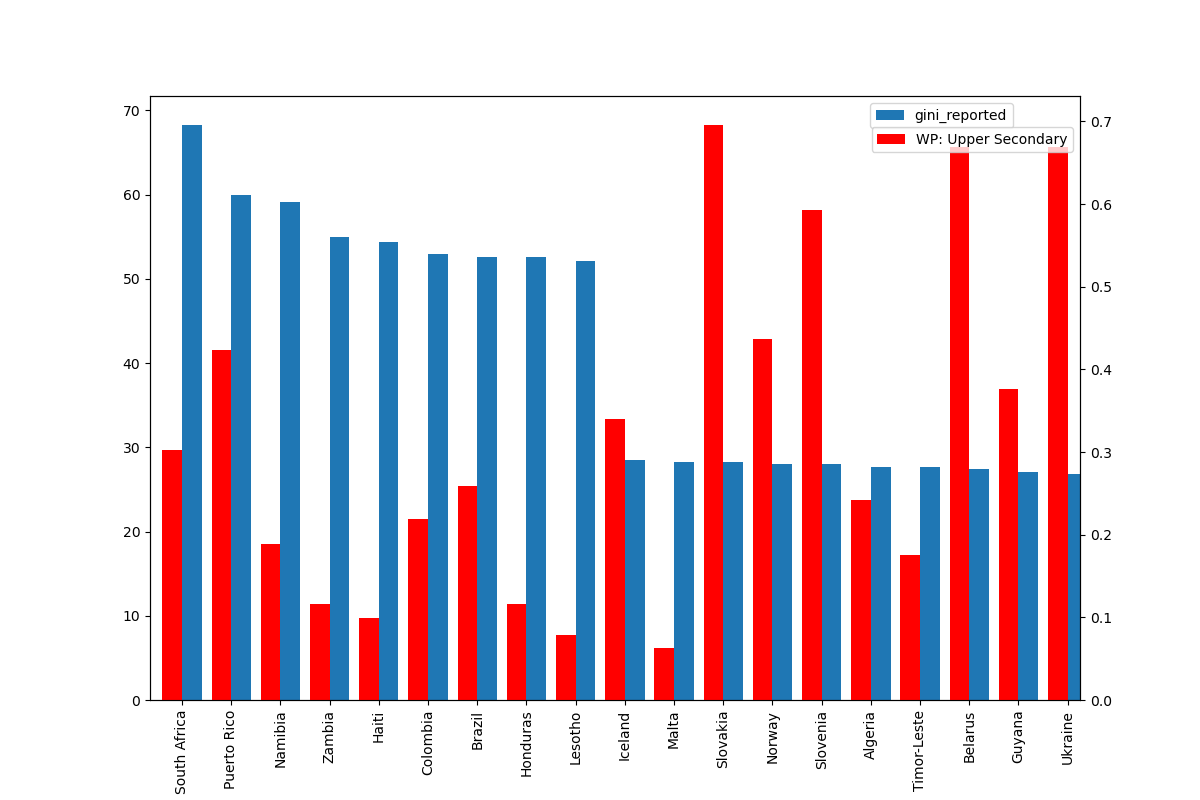 gini_reported
WP: Upper Secondary
70
60
50
40
30
20
10
0
0.7
0.6
0.5
0.4
0.3
0.2
0.1
0.0
South Africa
Puerto Rico
Namibia
Zambia
Haiti
Colombia
Brazil
Honduras
Lesotho
Iceland
Malta
Slovakia
Norway
Slovenia
Algeria
Timor-Leste
Belarus
Guyana
Ukraine